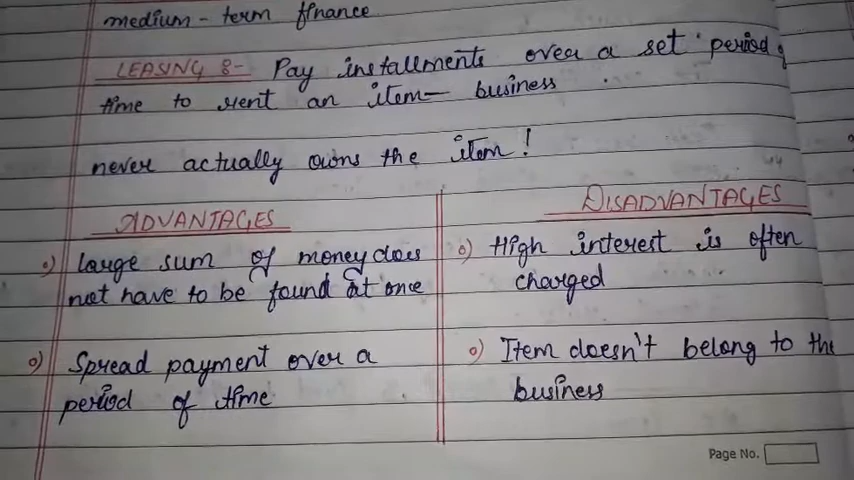 medium - term finance
LEASING :- Pay installments over a set period
time to rent an item - business
never actually owns the item!
ADVANTAGES
DISADVANTAGES
large sum of money does
not have to be found at once
High interest is often
charged
Spread payment over a
period of time
Item doesn't belong to the
business
Page No.